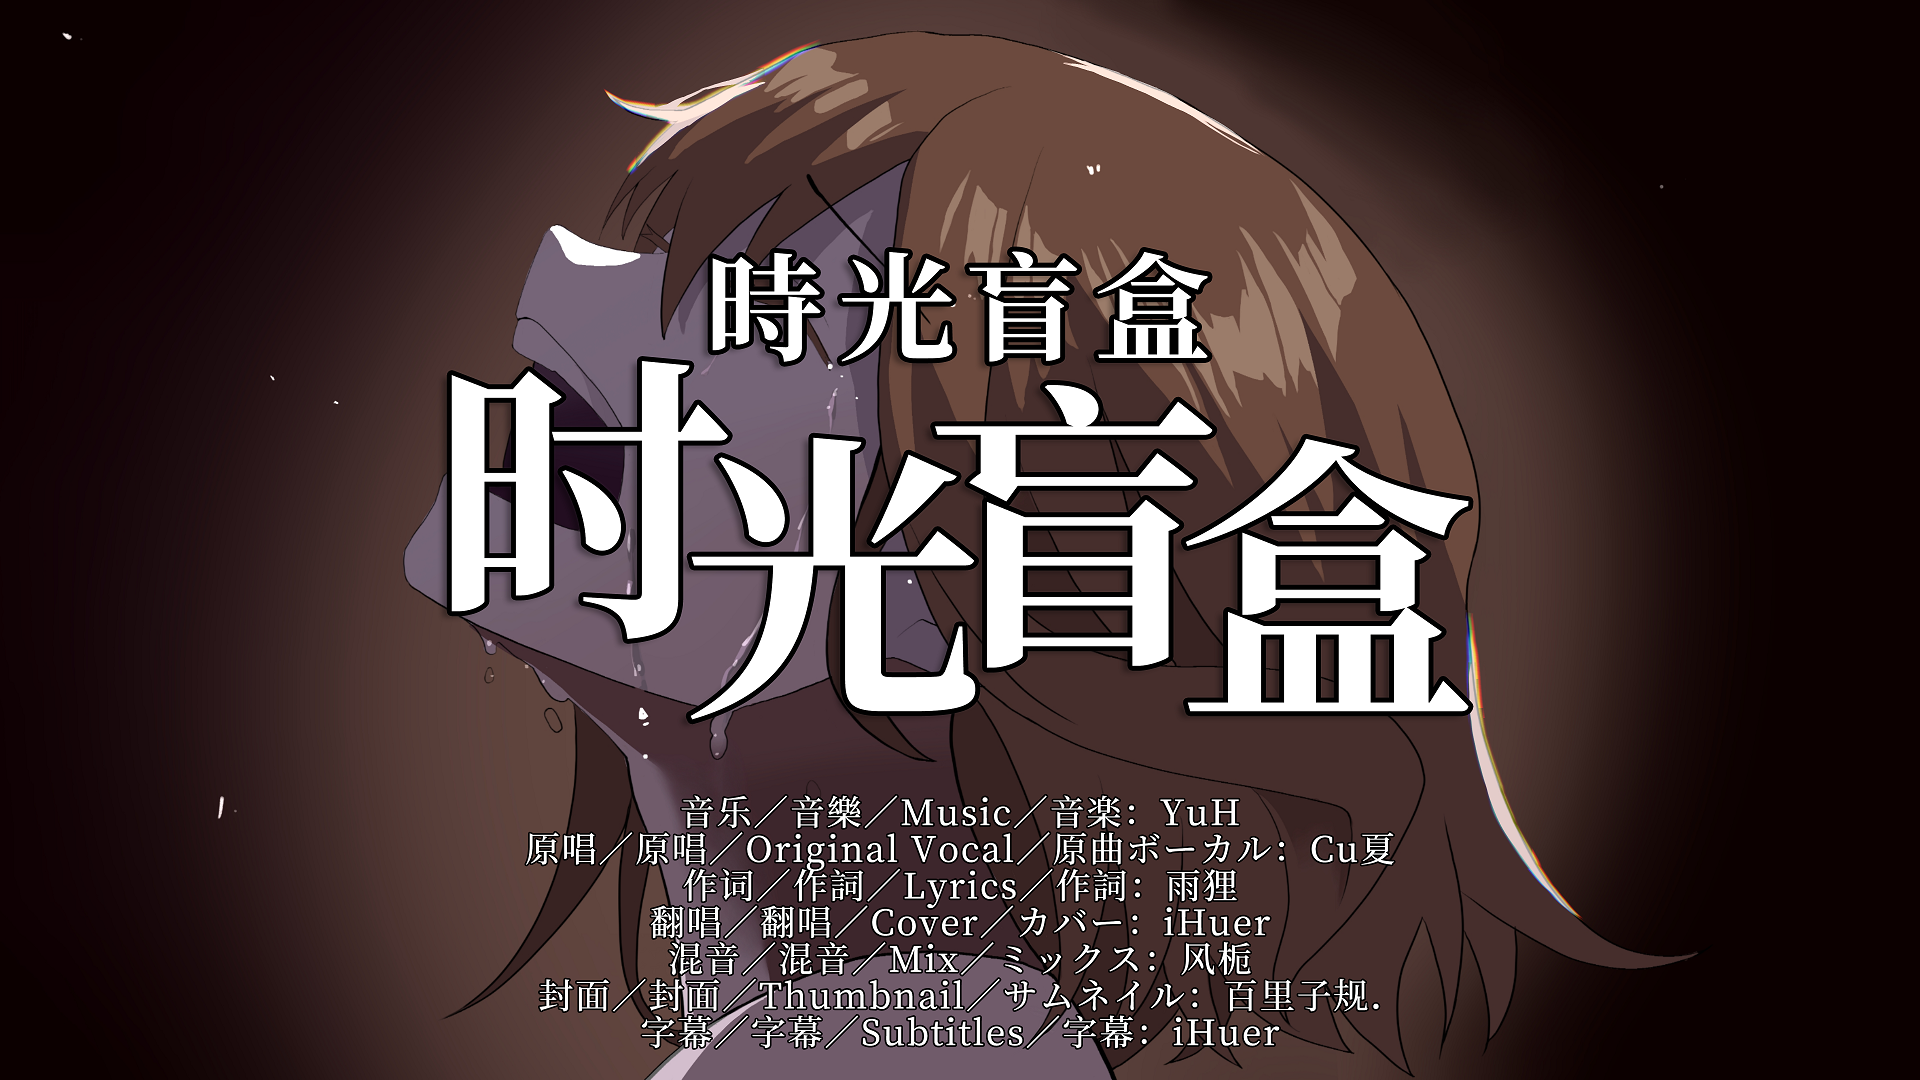 時光盲盒
时光盲盒
音乐／音樂／Music／音楽：YuH
原唱／原唱／Original Vocal／原曲ボーカル：Cu夏
作词／作詞／Lyrics／作詞：雨狸
翻唱／翻唱／Cover／カバー：iHuer
混音／混音／Mix／ミックス：风栀
封面／封面／Thumbnail／サムネイル：百里子规.
字幕／字幕／Subtitles／字幕：iHuer